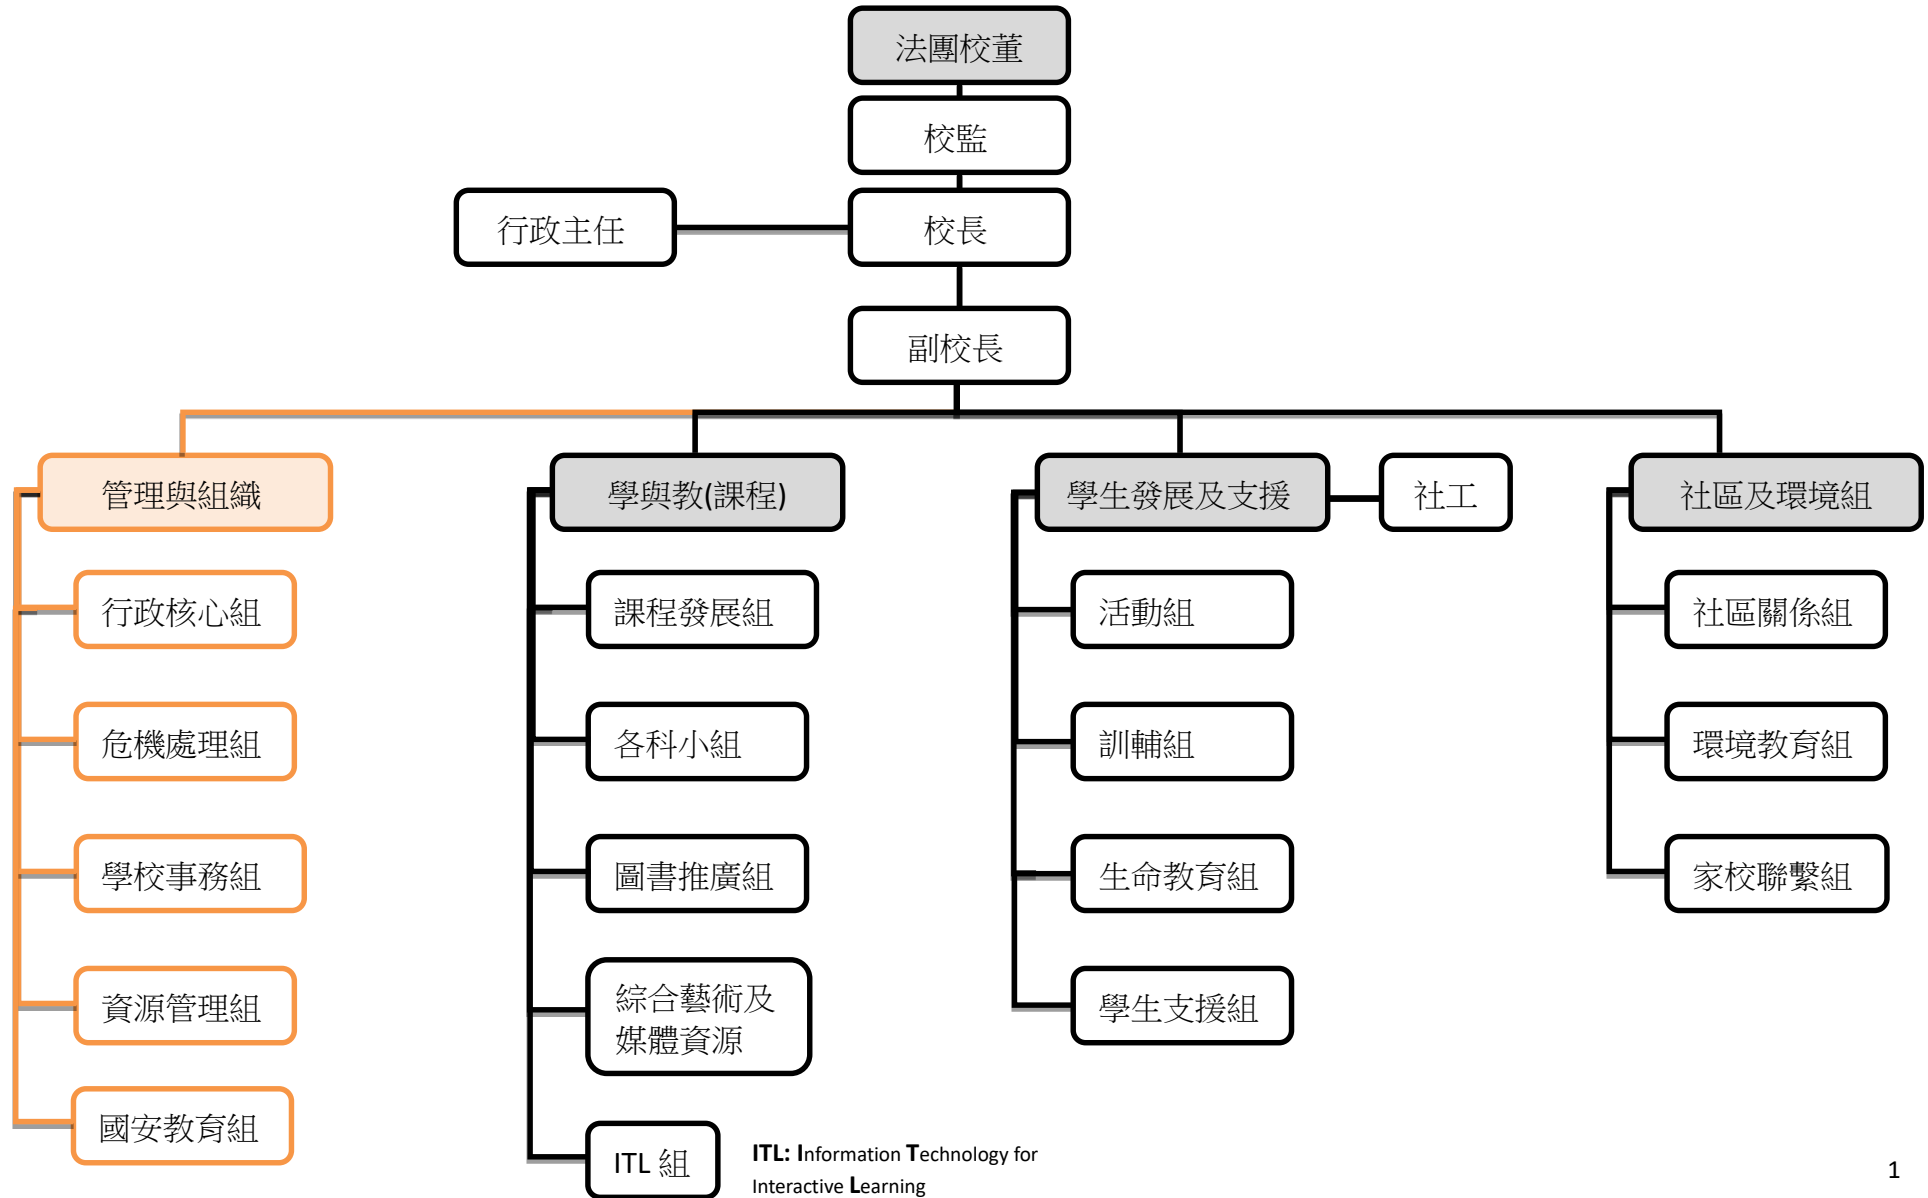 法團校董
校監
行政主任
校長
副校長
管理與組織
學與教(課程)
學生發展及支援
社工
社區及環境組
行政核心組
課程發展組
活動組
社區關係組
危機處理組
各科小組
訓輔組
環境教育組
學校事務組
圖書推廣組
生命教育組
家校聯繫組
資源管理組
綜合藝術及
媒體資源
學生支援組
國安教育組
ITL 組
ITL: Information Technology for
Interactive Learning
1